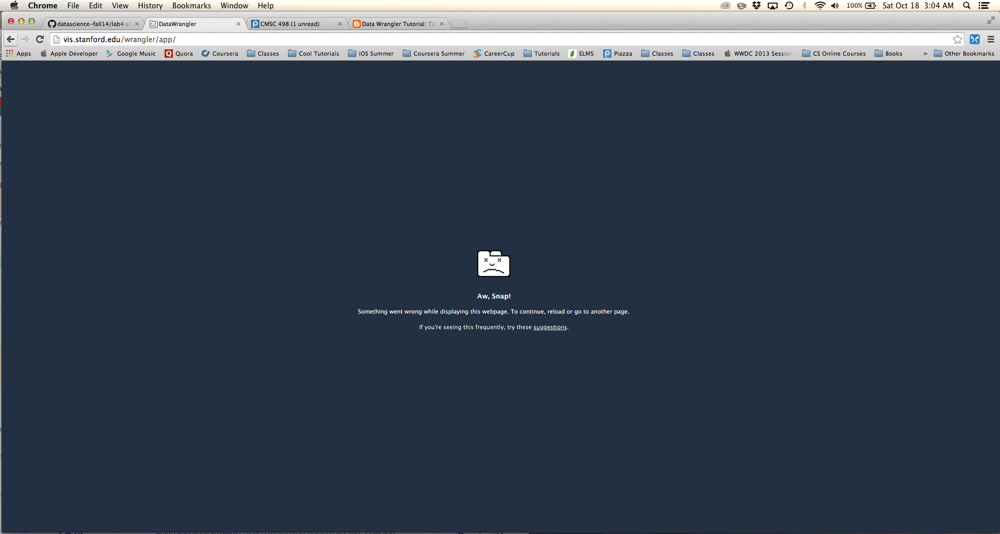 Chrome File Edit View History Bookmarks Window Help 100% Sat Oct 18 3:04 AM
datascience-fall14/lab4 at DataWrangler CMSC 498 (1 unread) Data Wrangler Tutorial: Tu
vis.stanford.edu/wrangler/app/
Apps Apple Developer Google Music Quora Coursera Classes Cool Tutorials iOS Summer Coursera Summer CareerCup Tutorials ELMS Piazza Classes Classes WWDC 2013 Session CS Online Courses Books » Other Bookmarks
Aw, Snap!
Something went wrong while displaying this webpage. To continue, reload or go to another page.
If you're seeing this frequently, try these suggestions.